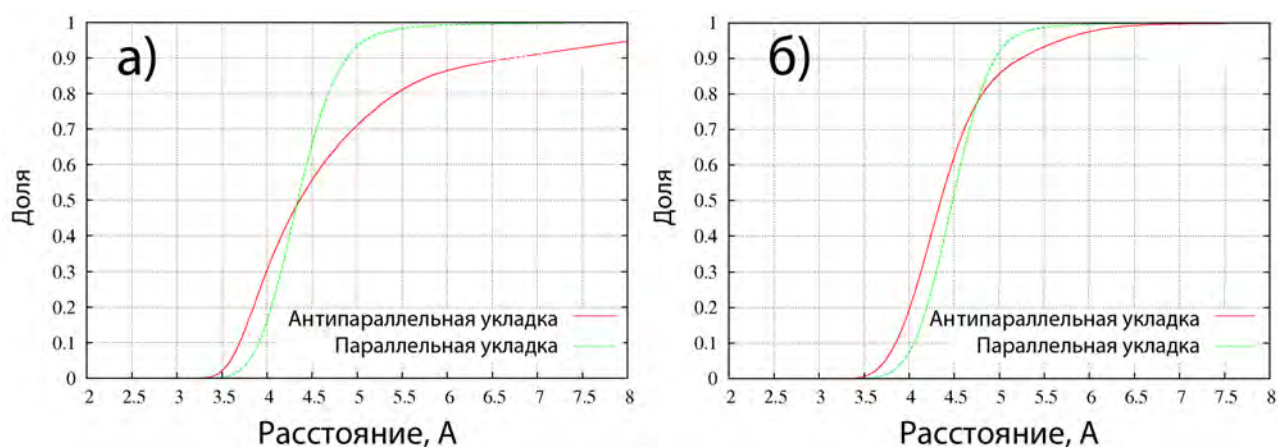 а)
Доля
1
0.9
0.8
0.7
0.6
0.5
0.4
0.3
0.2
0.1
0
Антипараллельная укладка
Параллельная укладка
2 2.5 3 3.5 4 4.5 5 5.5 6 6.5 7 7.5 8
Расстояние, А
б)
Доля
1
0.9
0.8
0.7
0.6
0.5
0.4
0.3
0.2
0.1
0
Антипараллельная укладка
Параллельная укладка
2 2.5 3 3.5 4 4.5 5 5.5 6 6.5 7 7.5 8
Расстояние, А